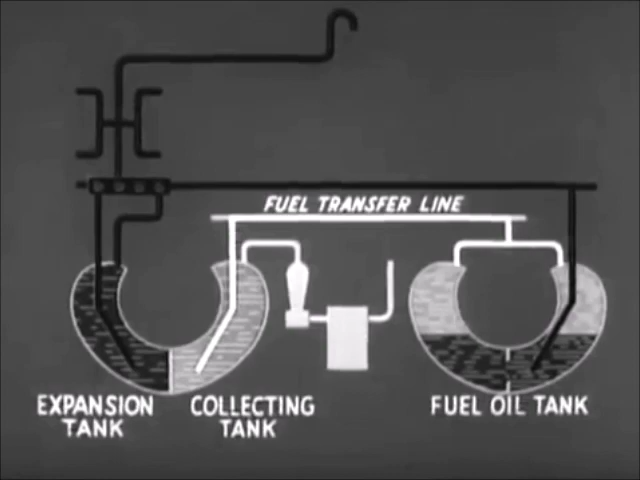 FUEL TRANSFER LINE
EXPANSION TANK
COLLECTING TANK
FUEL OIL TANK